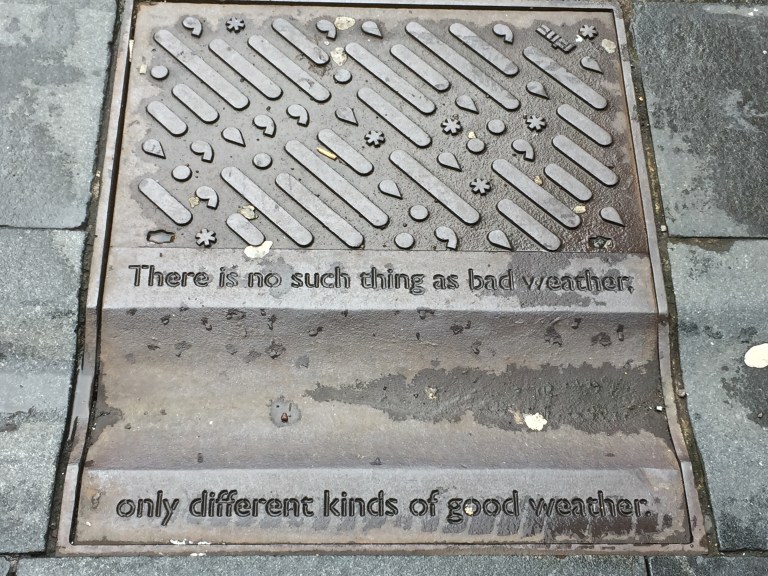 There is no such thing as bad weather,
only different kinds of good weather.